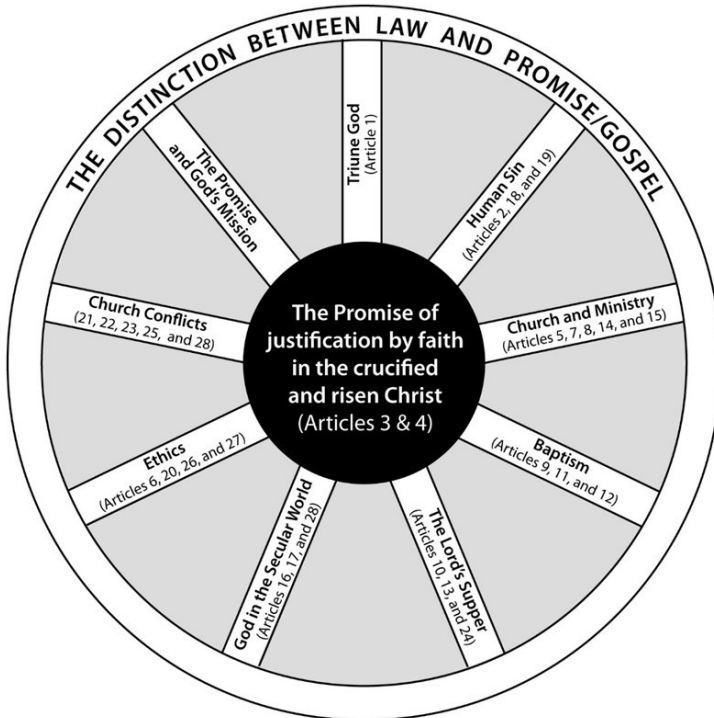 THE DISTINCTION BETWEEN LAW AND PROMISE/GOSPEL
Triune God
(Article 1)
Human Sin
(Articles 2, 18, and 19)
Church and Ministry
(Articles 5, 7, 8, 14, and 15)
Baptism
(Articles 9, 11, and 12)
The Lord's Supper
(Articles 10, 13, and 24)
God in the Secular World
(Articles 16, 17, and 28)
Ethics
(Articles 6, 20, 26, and 27)
Church Conflicts
(21, 22, 23, 25, and 28)
The Promise
and God's Mission
The Promise of
justification by faith
in the crucified
and risen Christ
(Articles 3 & 4)